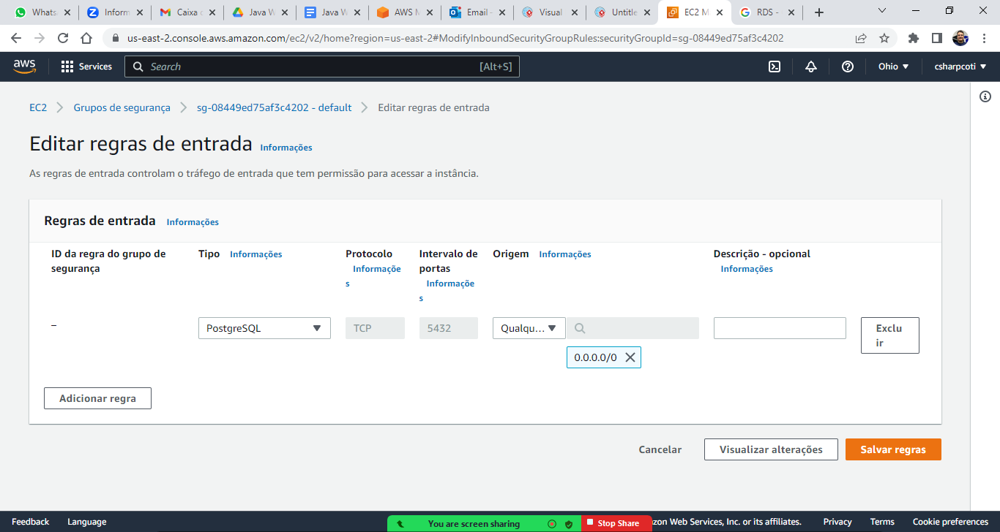 Whats
Inform
Caixa
Java W
Java W
AWS M
Email -
Visual
Untitle
EC2 M
RDS -
us-east-2.console.aws.amazon.com/ec2/v2/home?region=us-east-2#ModifyInboundSecurityGroupRules:securityGroupId=sg-08449ed75af3c4202
aws
Services
Search
[Alt+S]
Ohio
csharpcoti
EC2
Grupos de segurança
sg-08449ed75af3c4202 - default
Editar regras de entrada
Editar regras de entrada Informações
As regras de entrada controlam o tráfego de entrada que tem permissão para acessar a instância.
Regras de entrada Informações
ID da regra do grupo de
segurança
Tipo Informações
Protocolo
Informaçõe
s
Intervalo de
portas
Informaçõe
s
Origem Informações
Descrição - opcional
Informações
–
PostgreSQL
TCP
5432
Qualqu...
0.0.0.0/0
Exclu
ir
Adicionar regra
Cancelar
Visualizar alterações
Salvar regras
Feedback
Language
You are screen sharing
Stop Share
zon Web Services, Inc. or its affiliates.
Privacy
Terms
Cookie preferences